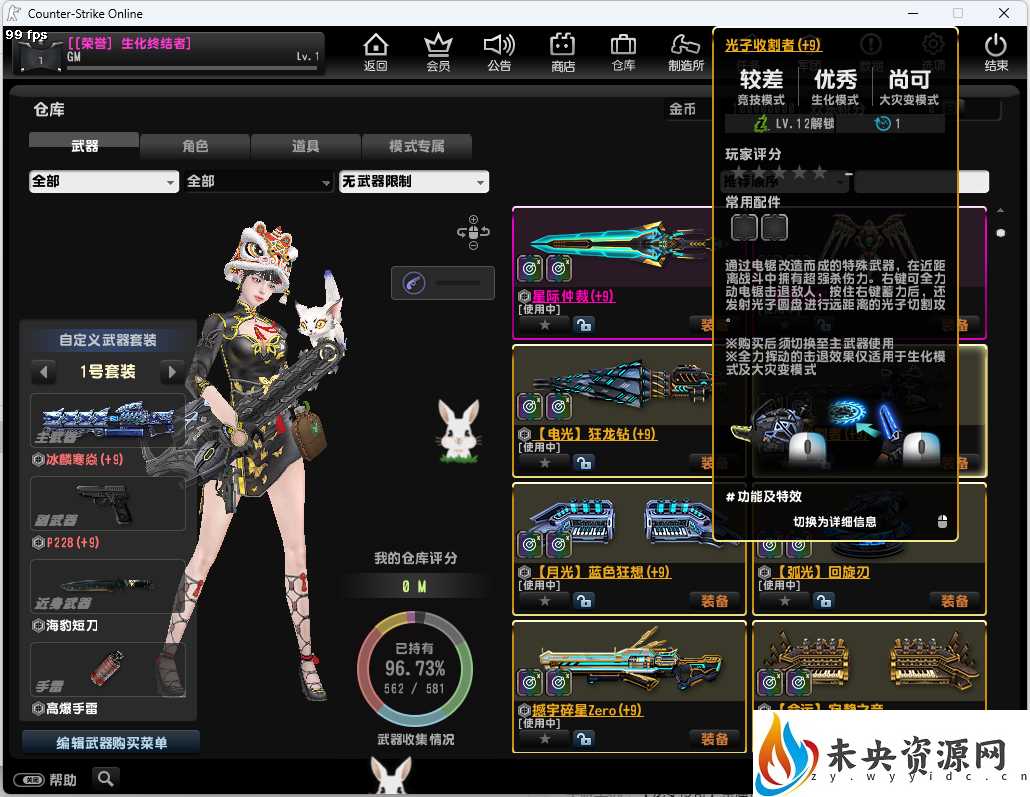 Counter-Strike Online
99 fps
[[荣誉] 生化终结者]
GM
Lv. 1
1
返回
会员
公告
商店
仓库
制造所
结束
仓库
金币
武器
角色
道具
模式专属
全部
全部
无武器限制
光子收割者(+9)
较差
优秀
尚可
竞技模式
生化模式
大灾变模式
LV.12解锁
1
玩家评分
常用配件
通过电锯改造而成的特殊武器，在近距
离战斗中拥有超强杀伤力。右键可全力
动电锯击退敌人，按住右键蓄力后，还
发射光子圆盘进行远距离的光子切割攻
。
※购买后须切换至主武器使用
※全力挥动的击退效果仅适用于生化模
式及大灾变模式
#功能及特效
切换为详细信息
自定义武器套装
1号套装
主武器
冰麟寒焱(+9)
副武器
P228(+9)
近身武器
海豹短刀
手雷
高爆手雷
编辑武器购买菜单
我的仓库评分
0 M
已持有
96.73%
562 / 581
武器收集情况
星际仲裁(+9)
[使用中]
【电光】狂龙钻(+9)
[使用中]
【月光】蓝色狂想(+9)
[使用中]
装备
【弧光】回旋刃
[使用中]
装备
撼宇碎星Zero(+9)
[使用中]
装备
帮助
未央资源网
zy.wyyidc.cn